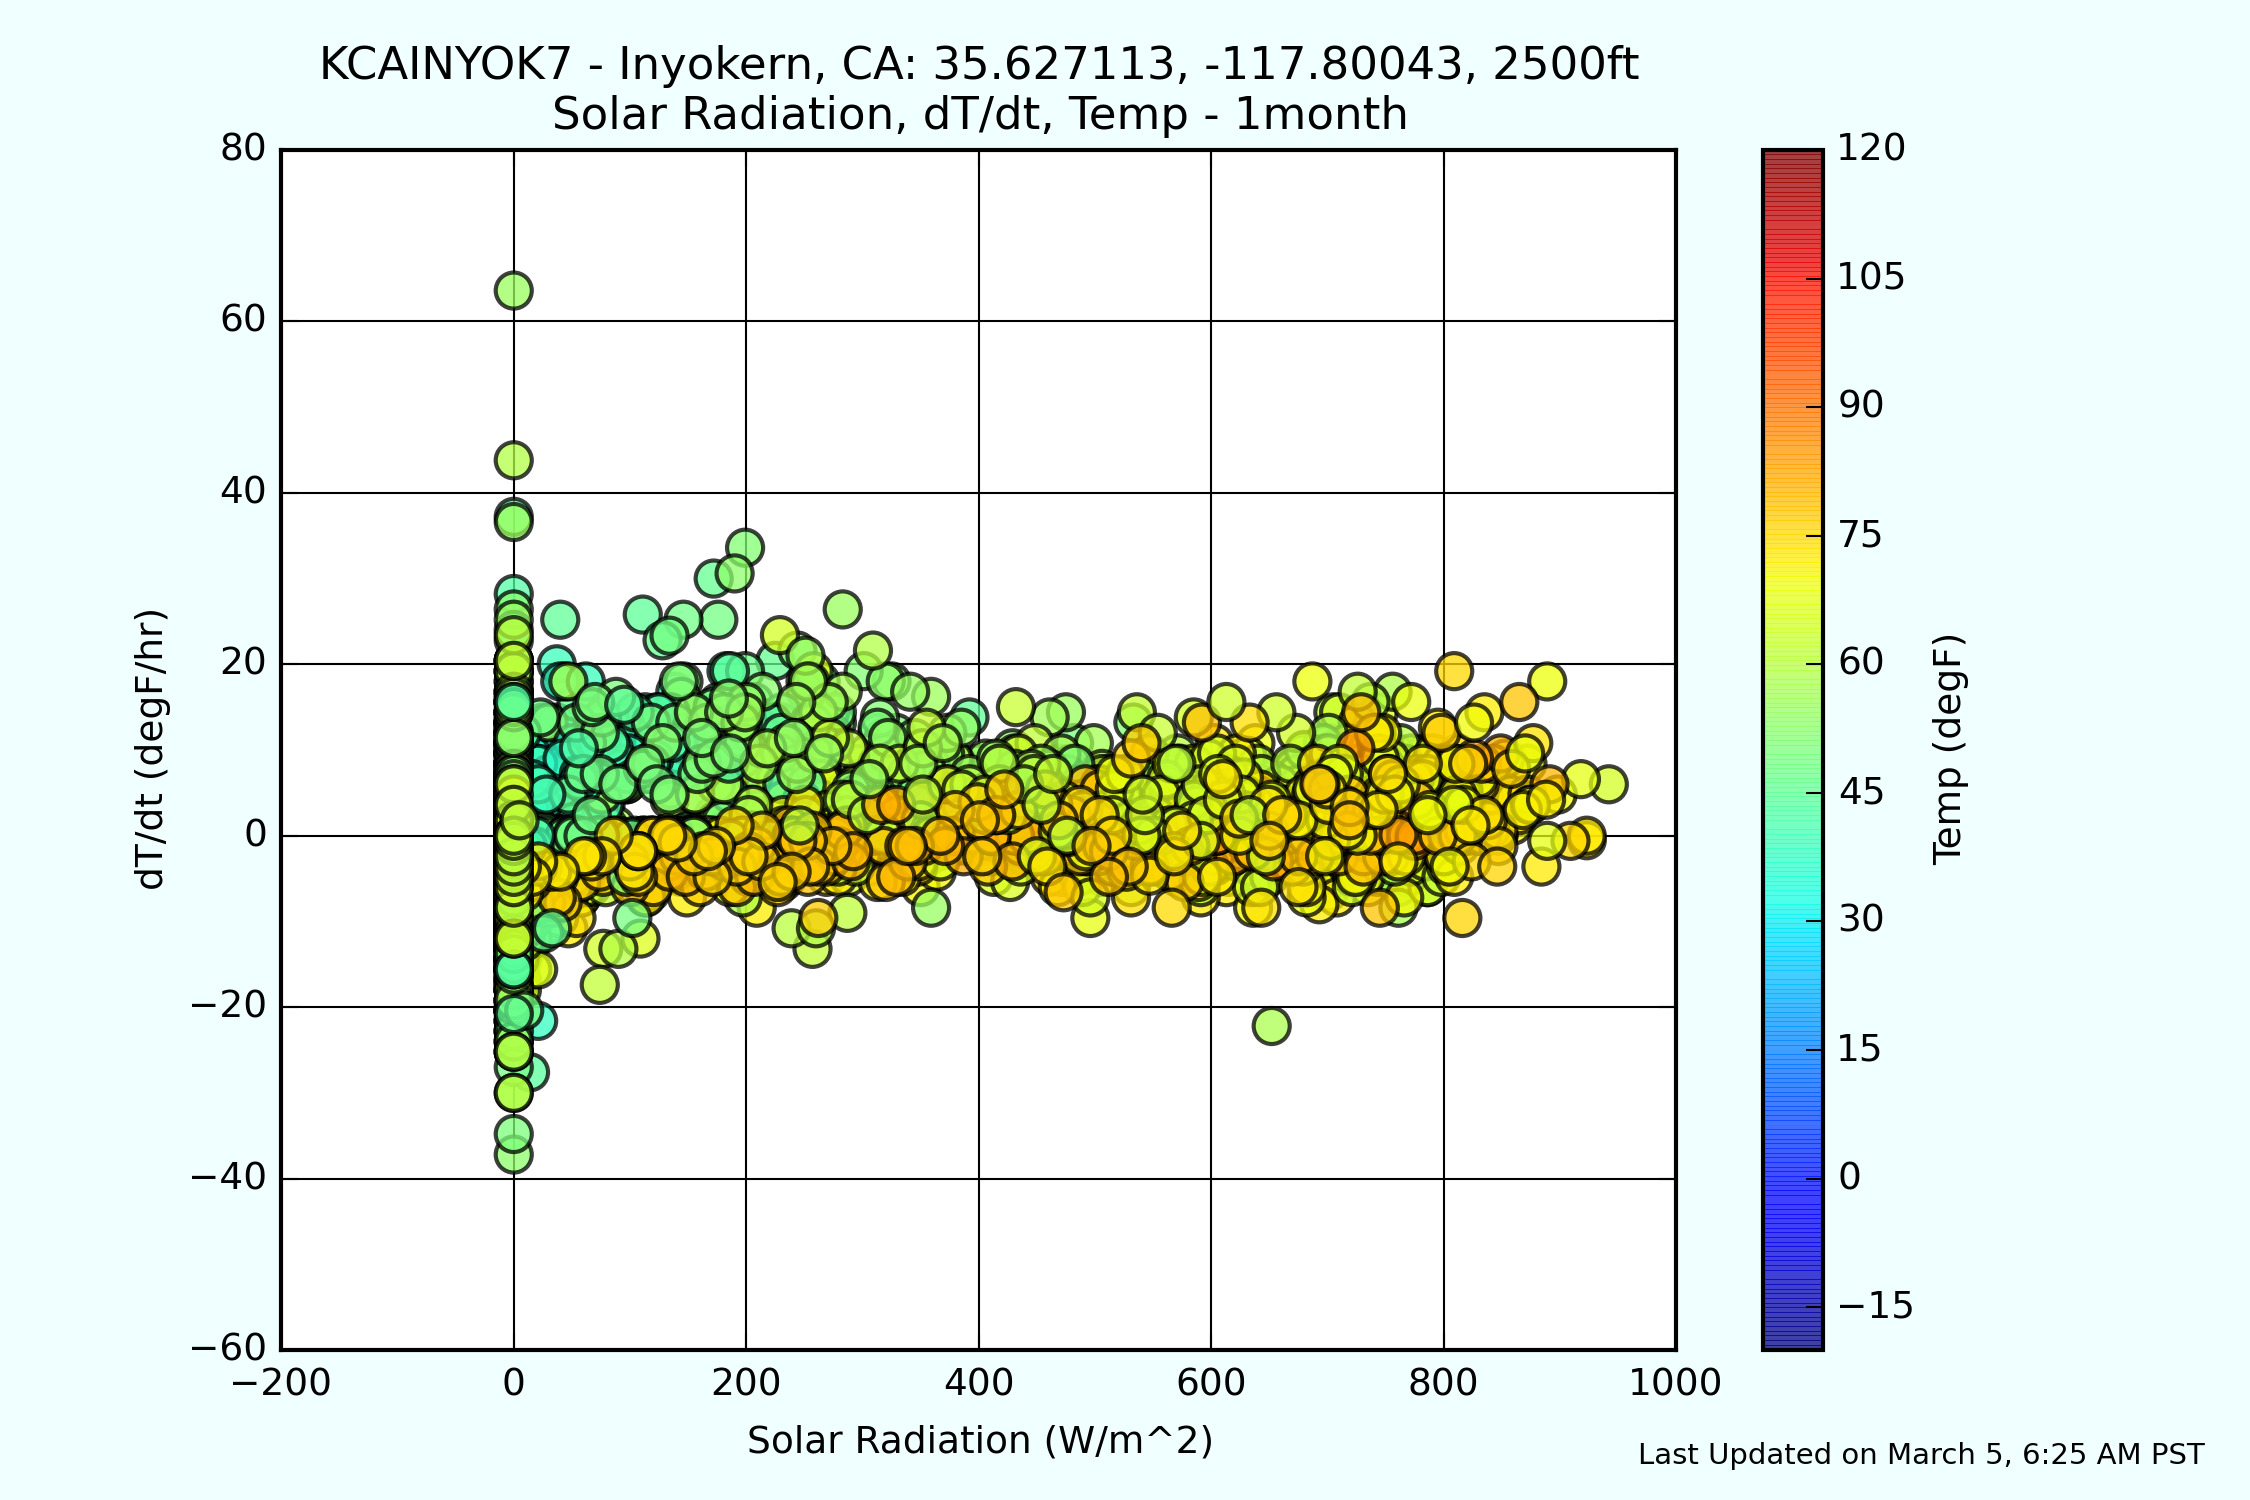 KCAINYOK7 - Inyokern, CA: 35.627113, -117.80043, 2500ft
Solar Radiation, dT/dt, Temp - 1month
80
60
40
20
0
−20
−40
−60
dT/dt (degF/hr)
−200 0 200 400 600 800 1000
Solar Radiation (W/m^2)
120
105
90
75
60
45
30
15
0
−15
Temp (degF)
Last Updated on March 5, 6:25 AM PST